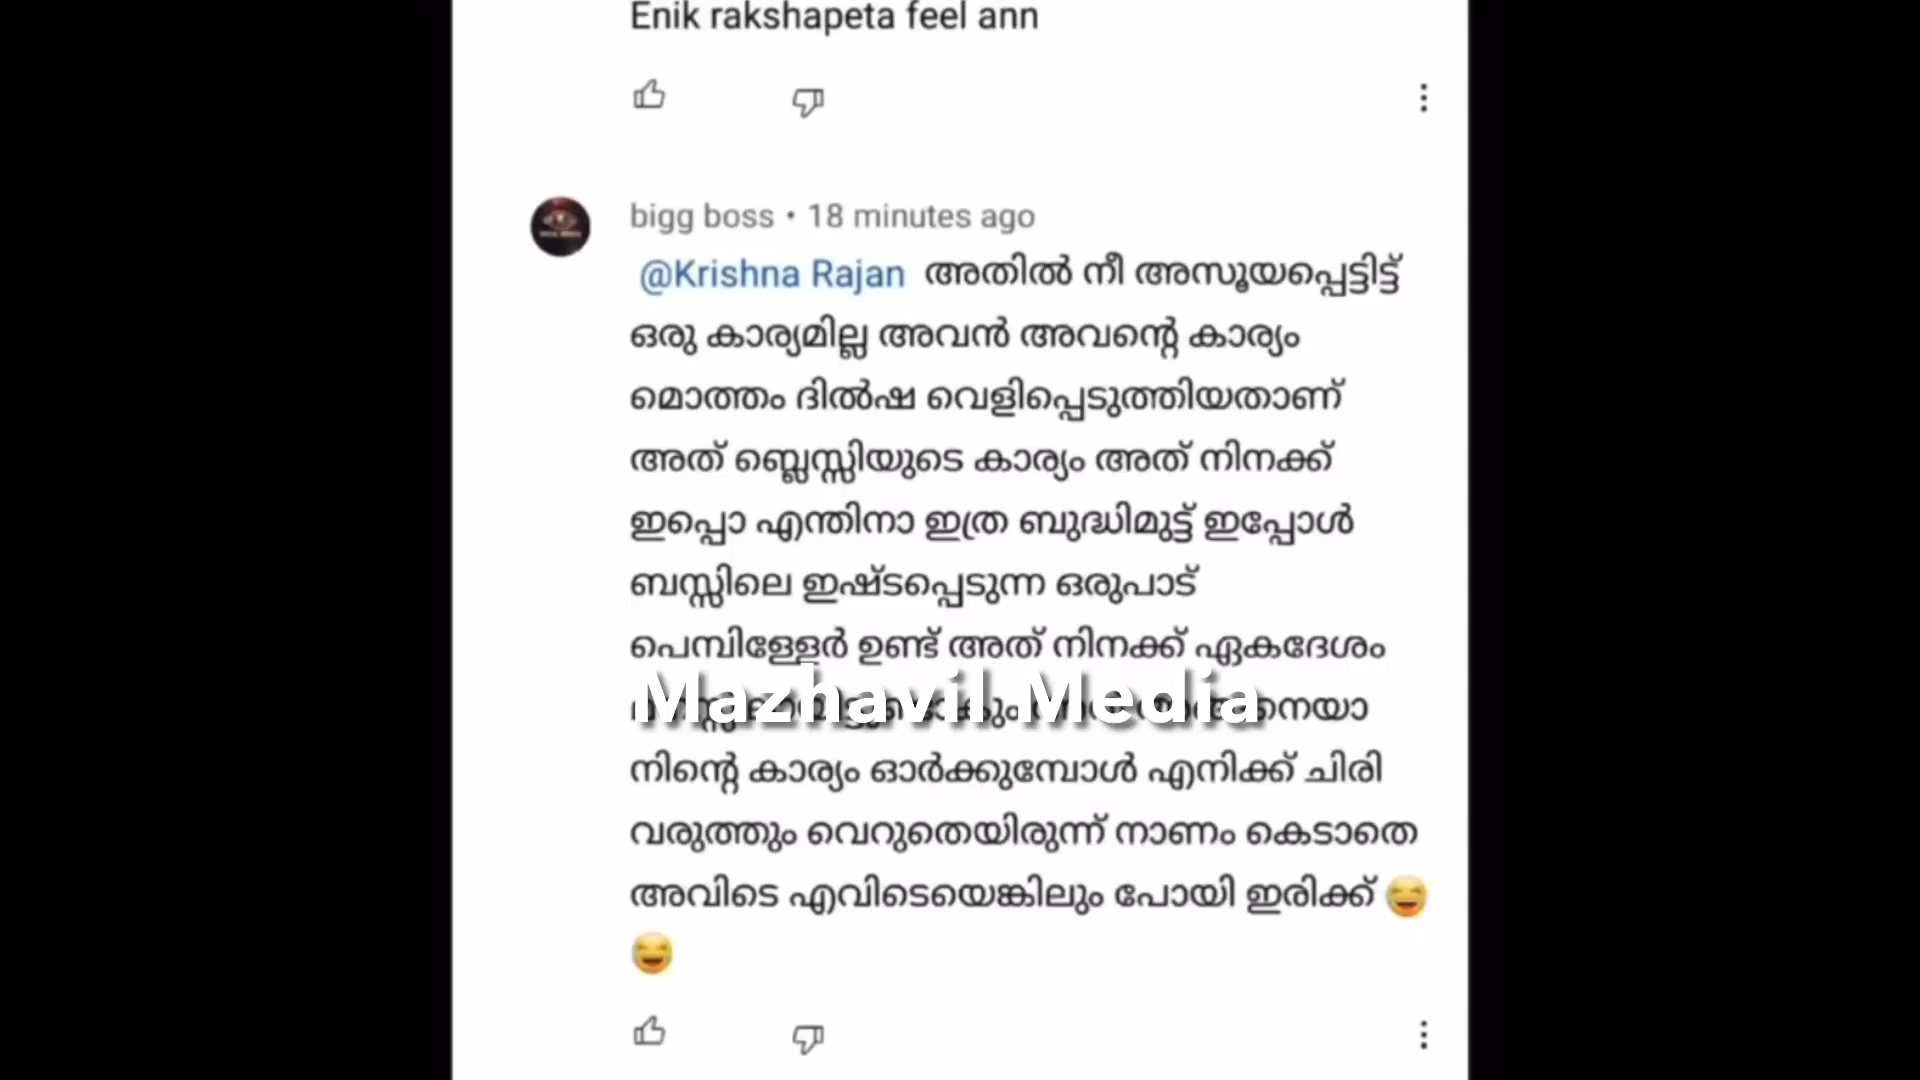 Enik rakshapeta feel ann
bigg boss • 18 minutes ago
@Krishna Rajan അതിൽ നീ അസൂയപ്പെട്ടിട്ട്
ഒരു കാര്യമില്ല അവൻ അവന്റെ കാര്യം
മൊത്തം ദിൽഷ വെളിപ്പെടുത്തിയതാണ്
അത് ബ്ലെസ്സിയുടെ കാര്യം അത് നിനക്ക്
ഇപ്പൊ എന്തിനാ ഇത്ര ബുദ്ധിമുട്ട് ഇപ്പോൾ
ബസ്സിലെ ഇഷ്ടപ്പെടുന്ന ഒരുപാട്
പെമ്പിള്ളേർ ഉണ്ട് അത് നിനക്ക് ഏകദേശം
Mazhavil Media
നിന്റെ കാര്യം ഓർക്കുമ്പോൾ എനിക്ക് ചിരി
വരുത്തും വെറുതെയിരുന്ന് നാണം കെടാതെ
അവിടെ എവിടെയെങ്കിലും പോയി ഇരിക്ക് 😄
😄